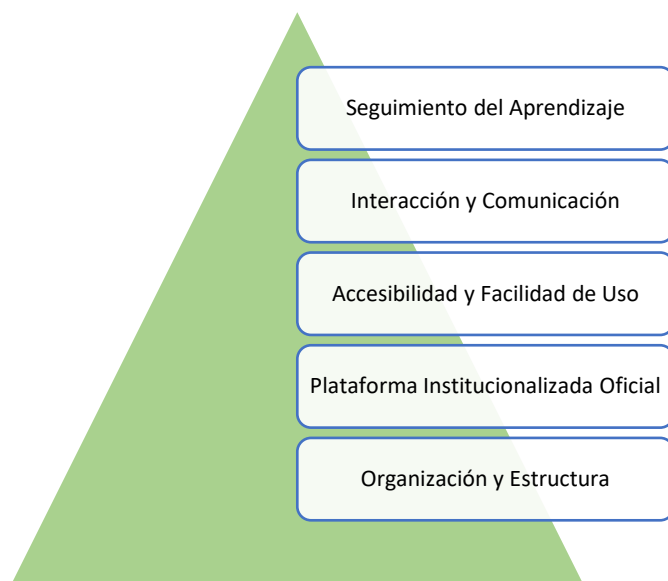 Seguimiento del Aprendizaje
Interacción y Comunicación
Accesibilidad y Facilidad de Uso
Plataforma Institucionalizada Oficial
Organización y Estructura